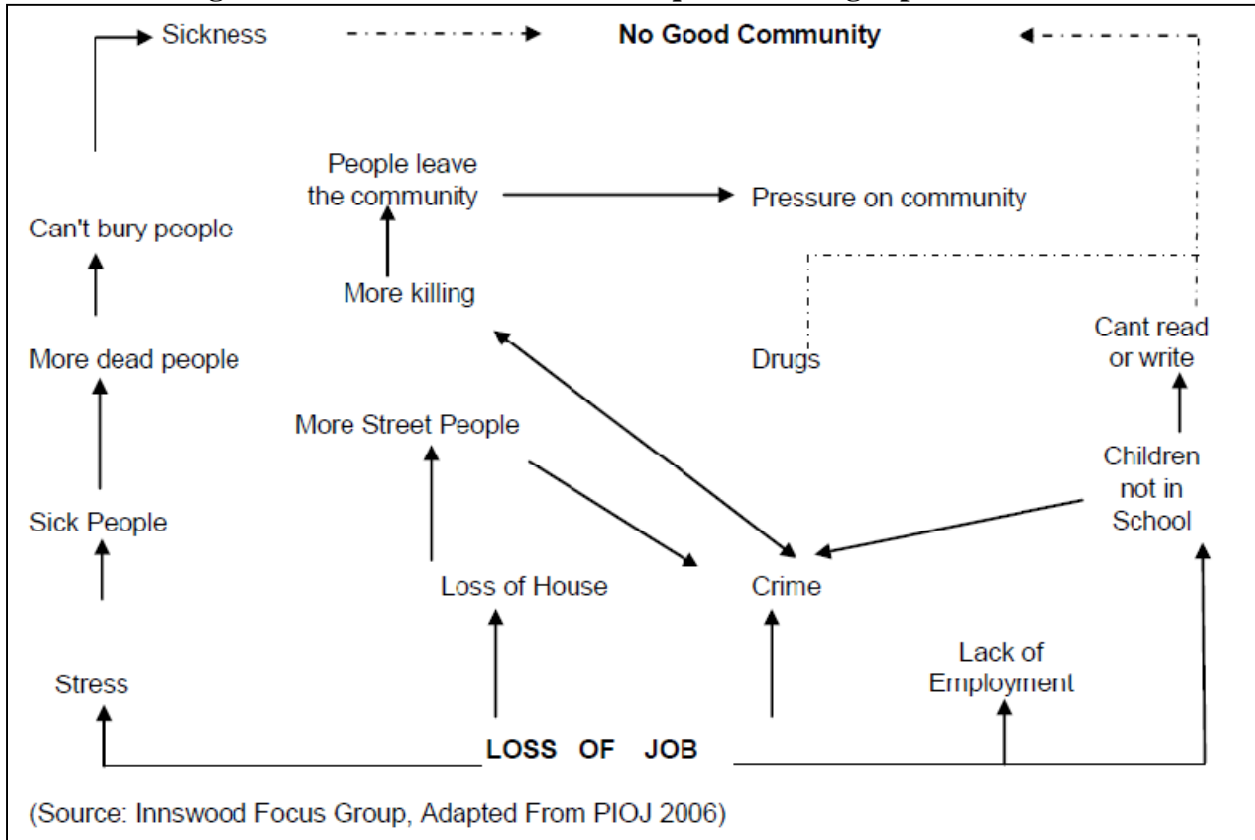 Sickness
No Good Community
People leave
the community
Pressure on community
Can't bury people
More killing
Cant read
or write
More dead people
Drugs
More Street People
Children
not in
School
Sick People
Loss of House
Crime
Lack of
Employment
Stress
LOSS OF JOB
(Source: Innswood Focus Group, Adapted From PIOJ 2006)